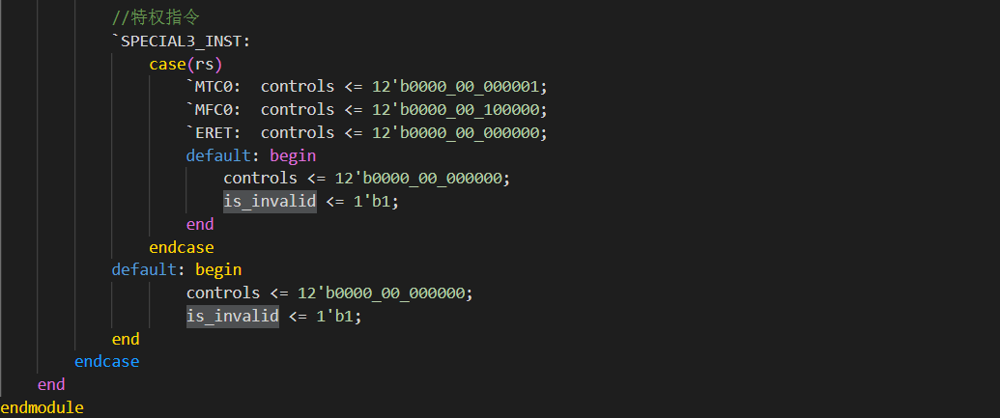 //特权指令
`SPECIAL3_INST:
case(rs)
`MTC0:  controls <= 12'b0000_00_000001;
`MFC0:  controls <= 12'b0000_00_100000;
`ERET:  controls <= 12'b0000_00_000000;
default: begin
controls <= 12'b0000_00_000000;
is_invalid <= 1'b1;
end
endcase
default: begin
controls <= 12'b0000_00_000000;
is_invalid <= 1'b1;
end
endcase
end
endmodule